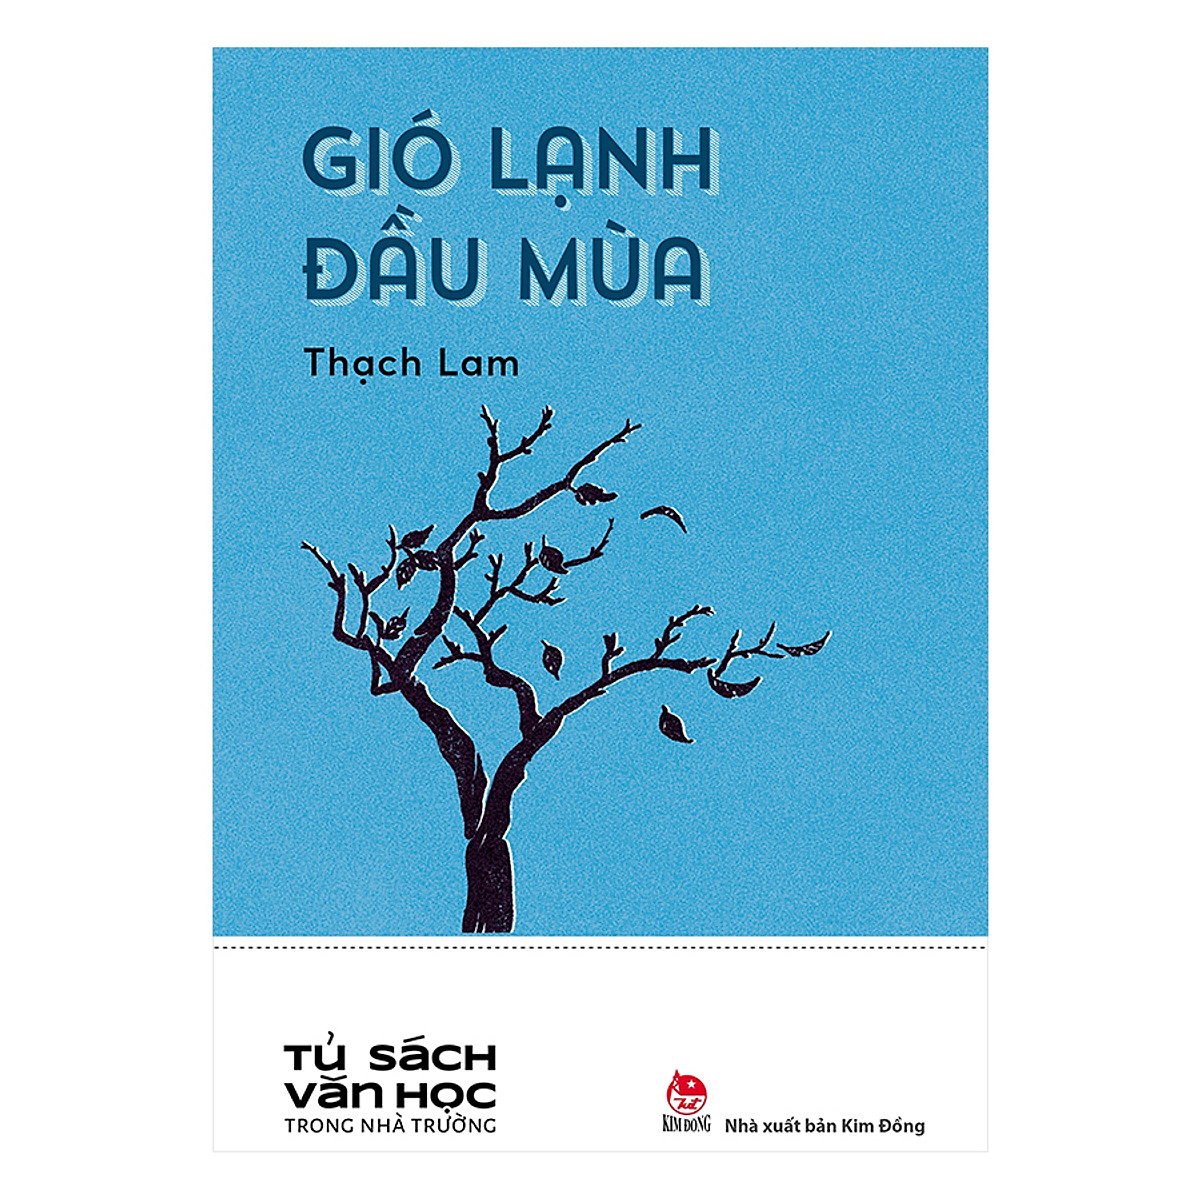 GIÓ LẠNH
ĐẦU MÙA
Thạch Lam
TỦ SÁCH
VĂN HỌC
TRONG NHÀ TRƯỜNG
KIM ĐỒNG
Nhà xuất bản Kim Đồng